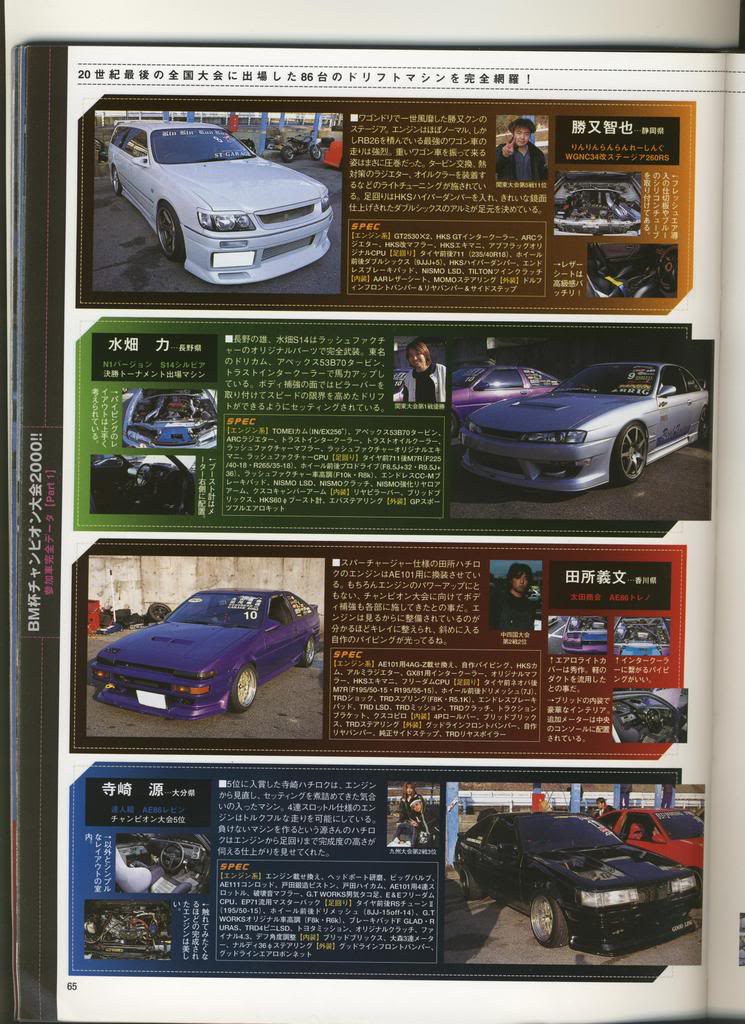 20世紀最後の全国大会に出場した86台のドリフトマシンを完全網羅!
BM杯チャンピオン大会2000!!
参加車完全データ【Part 1】
■ワゴンドリで一世風靡した勝又クンの
ステージア。エンジンはほぼノーマル。しか
しRB26を積んでいる最強のワゴン車の
走りは強烈。重いワゴン車を振って来る
姿はまさに圧巻だった。タービン交換、熱
対策のラジエター、オイルクラーを装着す
るなどのライトチューニングが施されてい
る。足回りはHKSハイパーダンパーを入れ、きれいな鏡面
仕上げされたダブルシックスのアルミが足元を決めている。
SPEC
【エンジン系】GT2530×2、HKS GTインタークーラー、ARCラ
ジエター、HKS改マフラー、HKSエキマニ、アブフラッグオリ
ジナルCPU【足回り】タイヤ前後711(235/40R18)、ホイール
前後ダブルシックス(9JJJ+5)、HKSハイパーダンパー、エンド
レスブレーキパッド、NISMO LSD、TILTONツインクラッチ
【内装】AARレザーシート、MOMOステアリング【外装】ドルフ
ィンフロントバンパー&リヤバンパー&サイドステップ
関東大会第5戦11位
勝又智也…静岡県
りんりんらんらんれーしんぐ
WGNC34改ステージア260RS
←フレッシュエア導
入の仕切板やブルー
のシリコンチューブ
を取り付けてある。
→レザー
シートは
高級感バ
ッチリ!
水畑 力…長野県
N1バージョン S14シルビア
決勝トーナメント出場マシン
↑パイピングのレ
イアウトは上手く
考えられている。
→ブースト計はメ
ーター右側に配置。
■長野の雄、水畑S14はラッシュファクチ
ャーのオリジナルパーツで完全武装。東名
のドリカム、アペックス53B70タービン、
トラストインタークーラーで馬力アップして
いる。ボディ補強の面ではピラーバーを
取り付けてスピードの限界を高めたドリフ
トができるようにセッティングされている。
関東大会第1戦優勝
SPEC
【エンジン系】TOMEIカム(IN/EX256°)、アペックス53B70タービン、
ARCラジエター、トラストインタークーラー、トラストオイルクーラー、
ラッシュファクチャーマフラー、ラッシュファクチャーオリジナルエキ
マニ、ラッシュファクチャーCPU【足回り】タイヤ前711後M7R(F225
/40-18・R265/35-18)、ホイール前後プロドライブ(F8.5J+32・R9.5J+
36)、ラッシュファクチャー車高調(F10k・R8k)、エンドレスCC-Mブ
レーキパッド、NISMO LSD、NISMOクラッチ、NISMO強化リヤロア
アーム、クスコキャンバーアーム【内装】リヤピラーバー、ブリッドブ
リックス、HKS60φブースト計、エバステアリング【外装】GPスポー
ツフルエアロキット
■スパーチャージャー仕様の田所ハチロ
クのエンジンはAE101用に換装させている。
もちろんエンジンのパワーアップにと
もない、チャンピオン大会に向けてボデ
ィ補強も各部に施してきたとの事だ。エ
ンジンは見るからに整備されているのが
分かるほどキレイに整えられ、斜めに入る
自作のパイピングが光ってるね。
中四国大会
第2戦2位
SPEC
【エンジン系】AE101用4AG-Z載せ換え、自作パイピング、HKSカ
ム、アルミラジエター、GX81用インタークーラー、オリジナルマフ
ラー、HKSエキマニ、フリーダムCPU【足回り】タイヤ前ネオバ後
M7R(F195/50-15・R195/55-15)、ホイール前後ドリメッシュ(7J)、
TRDショック、TRDスプリング(F8K・R5.1K)、エンドレスブレーキパ
ッド、TRD LSD、TRDミッション、TRDクラッチ、トラクション
ブラケット、クスコピロ【内装】4Pロールバー、ブリッドブリックス、
TRDステアリング【外装】グッドラインフロントバンパー、自作
リヤバンパー、純正サイドステップ、TRDリヤスポイラー
田所義文…香川県
太田商会 AE86トレノ
↑エアロライトカ
バーは秀作。軽の
ダクトを流用した
との事だ。
↑インタークーラー
に繋がるパイピング
がいい。
→ブリッドの内装で
豪華なインテリア。
追加メーターは中央
のコンソールに配置
されている。
寺崎 源…大分県
達人館 AE86レビン
チャンピオン大会5位
→以外とシンプル
なレイアウトの室
内。
←触れてみたくな
るほどの完成され
たエンジンは美し
い。
■5位に入賞した寺崎ハチロクは、エンジン
から見直し、セッティングを煮詰めてきた気合
いの入ったマシン。4連スロットル仕様のエンジ
ンはトルクフルな走りを可能にしている。
負けないマシンを作るという源さんのハチロク
はエンジンから足回りまで完成度の高さが
伺える仕上がりを見せてくれた。
九州大会第2戦3位
SPEC
【エンジン系】エンジン載せ換え、ヘッドポート研磨、ビッグバルブ、
AE111コンロッド、戸田鍛造ピストン、戸田ハイカム、AE101用4連ス
ロットル、破壊音マフラー、G.T WORKS男気タコ足、E&Eフリーダム
CPU、EP71流用マスターバック【足回り】タイヤ前後RSチューンⅡ
(195/50-15)、ホイール前後ドリメッシュ(8JJ-15off-14)、G.T
WORKSオリジナル車高調(F8k・R6k)、ブレーキパッドF GLAD・R
URAS、TRD4ピニLSD、トヨタミッション、オリジナルクラッチ、ファ
イナル4.3、デフ角度調整【内装】ブリッドブリックス、大森3連メータ
ー、ナルディ36φステアリング【外装】グッドラインフロントバンパー、
グッドラインエアロボンネット
65